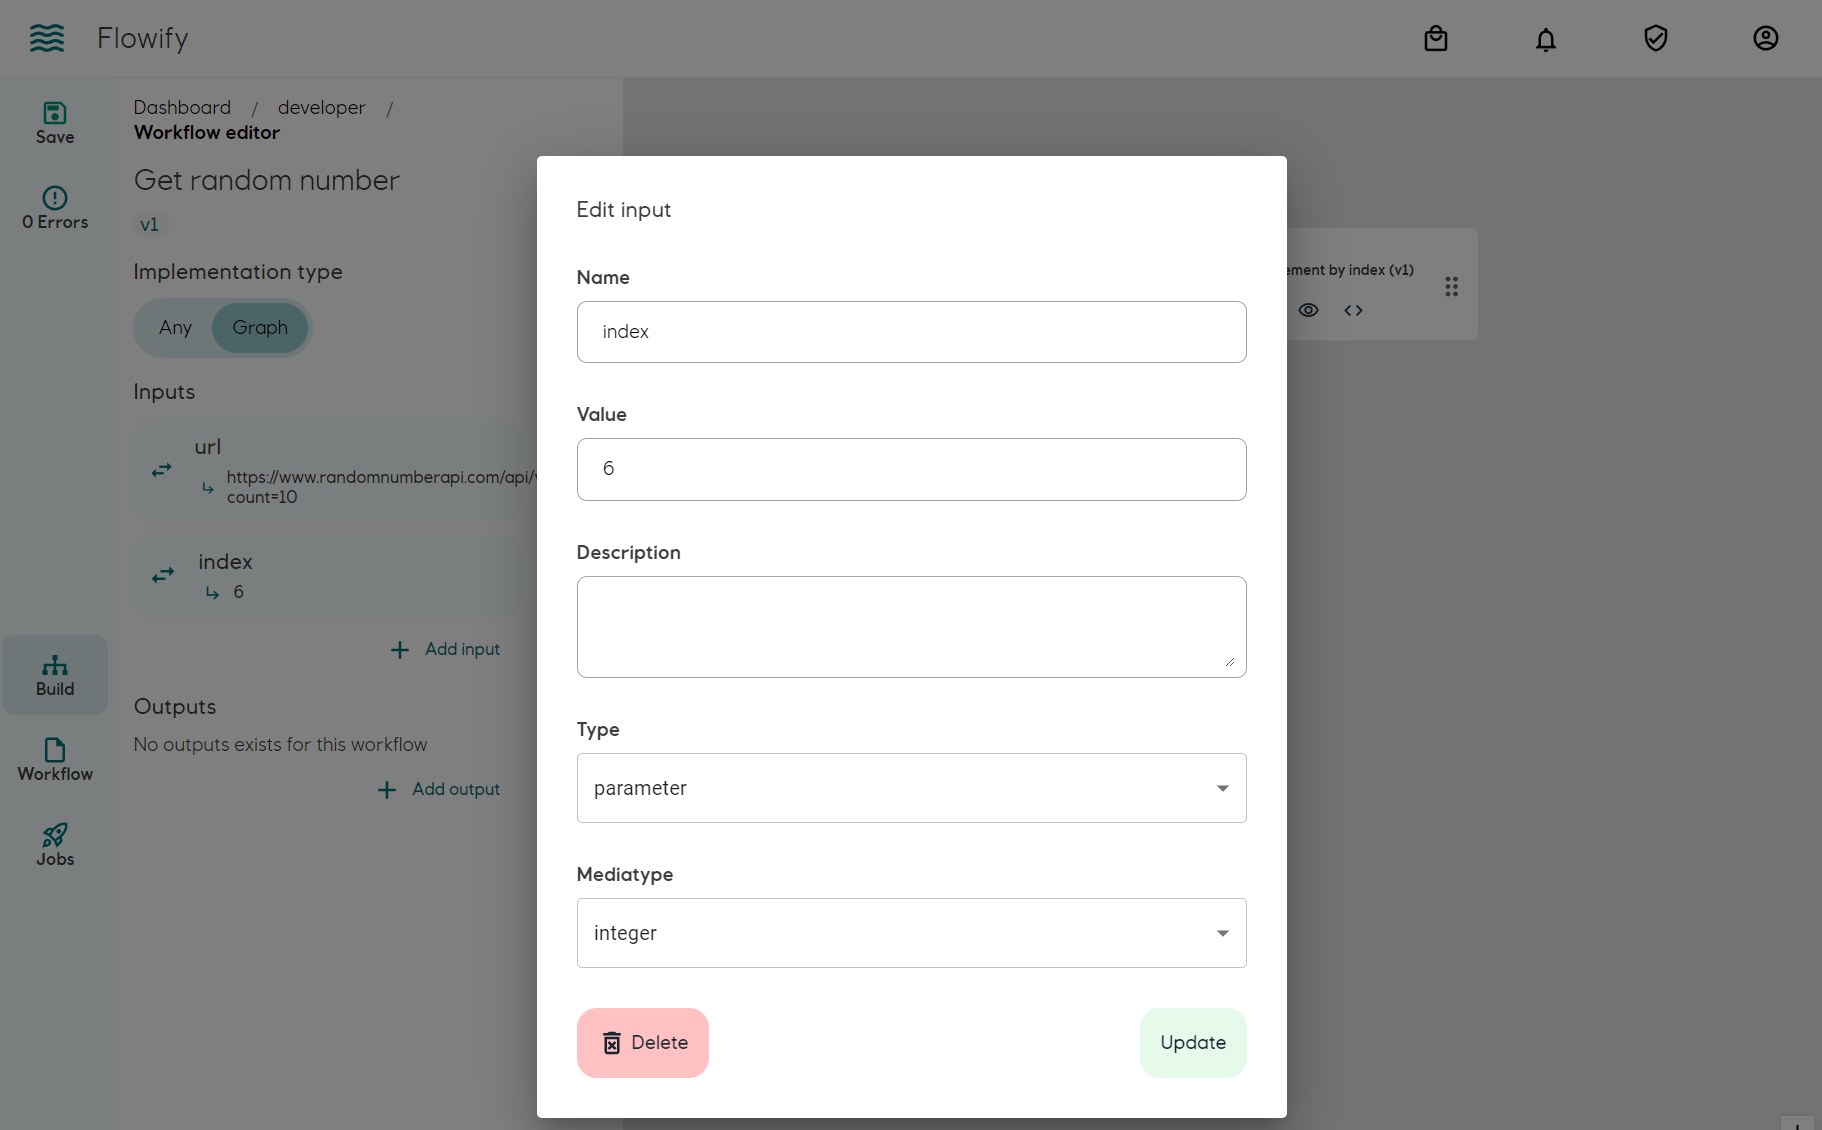 Flowify
Save
0 Errors
Build
Workflow
Jobs
Dashboard / developer /
Workflow editor
Get random number
v1
Implementation type
Any Graph
Inputs
url
https://www.randomnumberapi.com/api/
count=10
index
6
Add input
Outputs
No outputs exists for this workflow
Add output
by index (v1)
Edit input
Name
index
Value
6
Description
Type
parameter
Mediatype
integer
Delete
Update